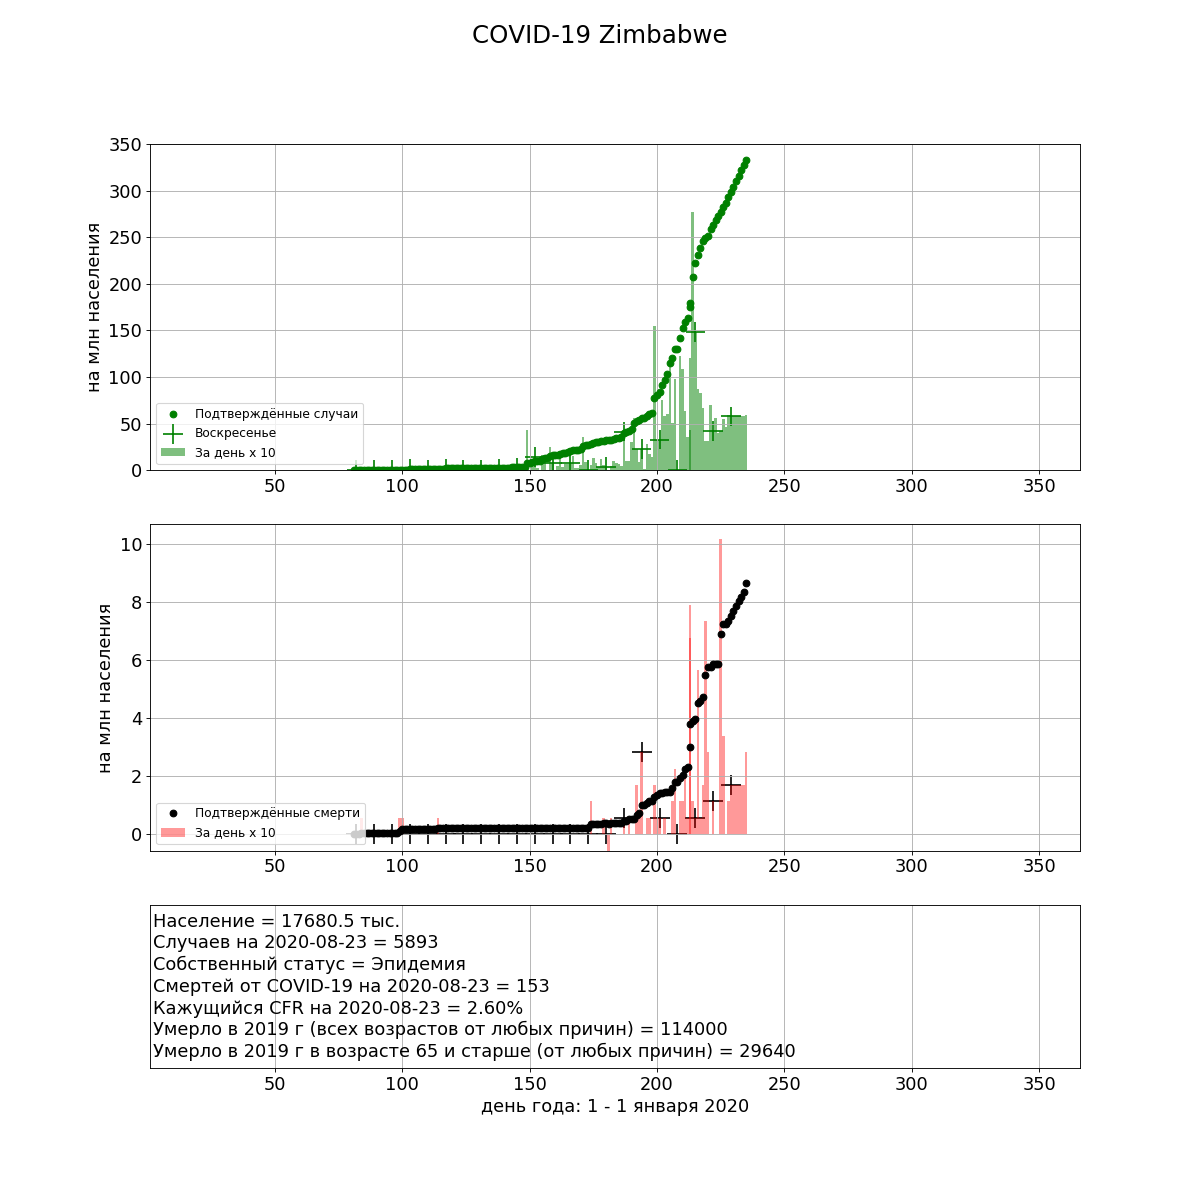 COVID-19 Zimbabwe
350
300
250
200
150
100
50
0
на млн населения
Подтверждённые случаи
Воскресенье
За день x 10
50 100 150 200 250 300 350
10
8
6
4
2
0
на млн населения
Подтверждённые смерти
За день x 10
50 100 150 200 250 300 350
Население = 17680.5 тыс.
Случаев на 2020-08-23 = 5893
Собственный статус = Эпидемия
Смертей от COVID-19 на 2020-08-23 = 153
Кажущийся CFR на 2020-08-23 = 2.60%
Умерло в 2019 г (всех возрастов от любых причин) = 114000
Умерло в 2019 г в возрасте 65 и старше (от любых причин) = 29640
50 100 150 200 250 300 350
день года: 1 - 1 января 2020